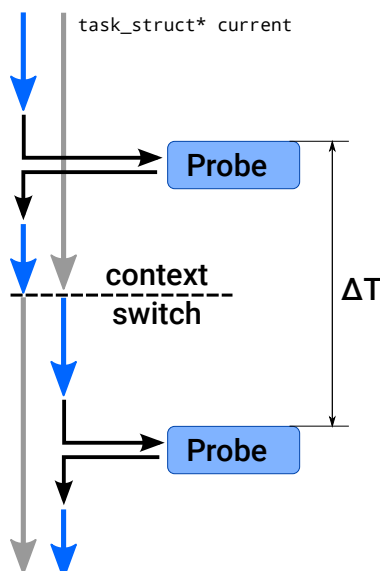 task_struct* current
Probe
context
switch
ΔT
Probe